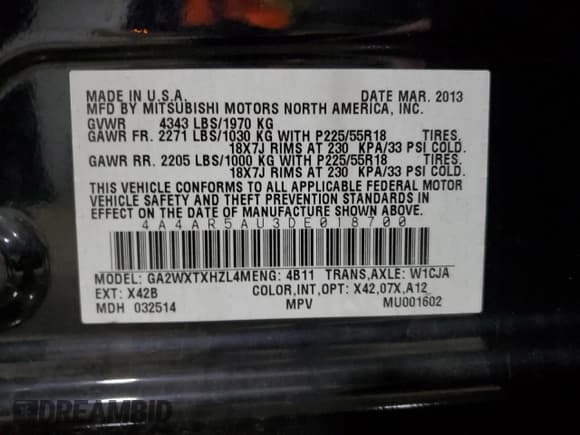 MADE IN U.S.A. DATE MAR. 2013
MFD BY MITSUBISHI MOTORS NORTH AMERICA, INC.
GVWR 4343 LBS/1970 KG
GAWR FR. 2271 LBS/1030 KG WITH P225/55R18 TIRES.
18X7J RIMS AT 230 KPA/33 PSI COLD.
GAWR RR. 2205 LBS/1000 KG WITH P225/55R18 TIRES.
18X7J RIMS AT 230 KPA/33 PSI COLD.
THIS VEHICLE CONFORMS TO ALL APPLICABLE FEDERAL MOTOR
VEHICLE SAFETY AND THEFT PREVENTION STANDARDS IN
EFFECT ON THE DATE OF MANUFACTURE SHOWN ABOVE.
4A4AR5AU3DE018700
MODEL: GA2WXTXHZL4MENG: 4B11 TRANS,AXLE: W1CJA
EXT: X42B COLOR,INT,OPT: X42,07X,A12
MDH 032514 MPV MU001602
DREAMBID